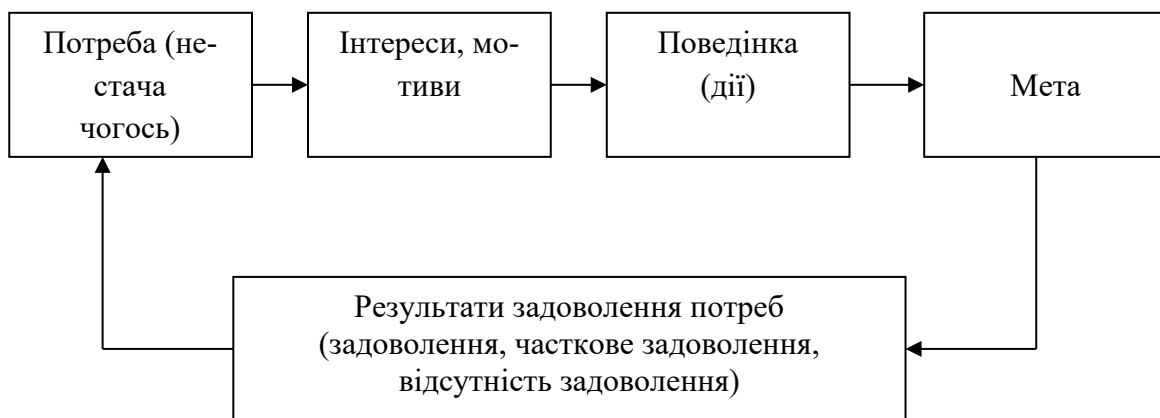 Потреба (не-
стача
чогось)
Інтереси, мо-
тиви
Поведінка
(дії)
Мета
Результати задоволення потреб
(задоволення, часткове задоволення,
відсутність задоволення)